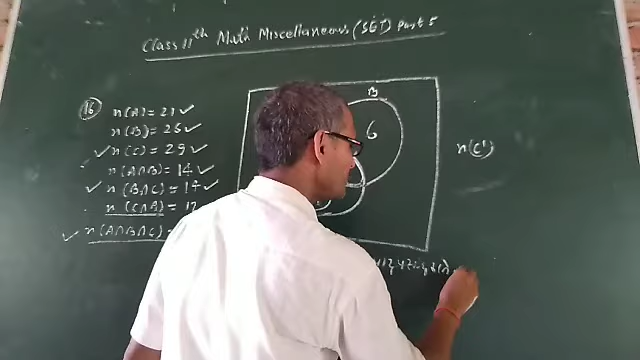 Class 11th Math Miscellaneous (SET) Part 5
16
n(A) = 21 ✓
n(B) = 26 ✓
✓ n(C) = 29 ✓
n(A∩B) = 14 ✓
✓ n(B∩C) = 14 ✓
n(C∩A) = 12
✓ n(A∩B∩C) =
B
6
n(C')